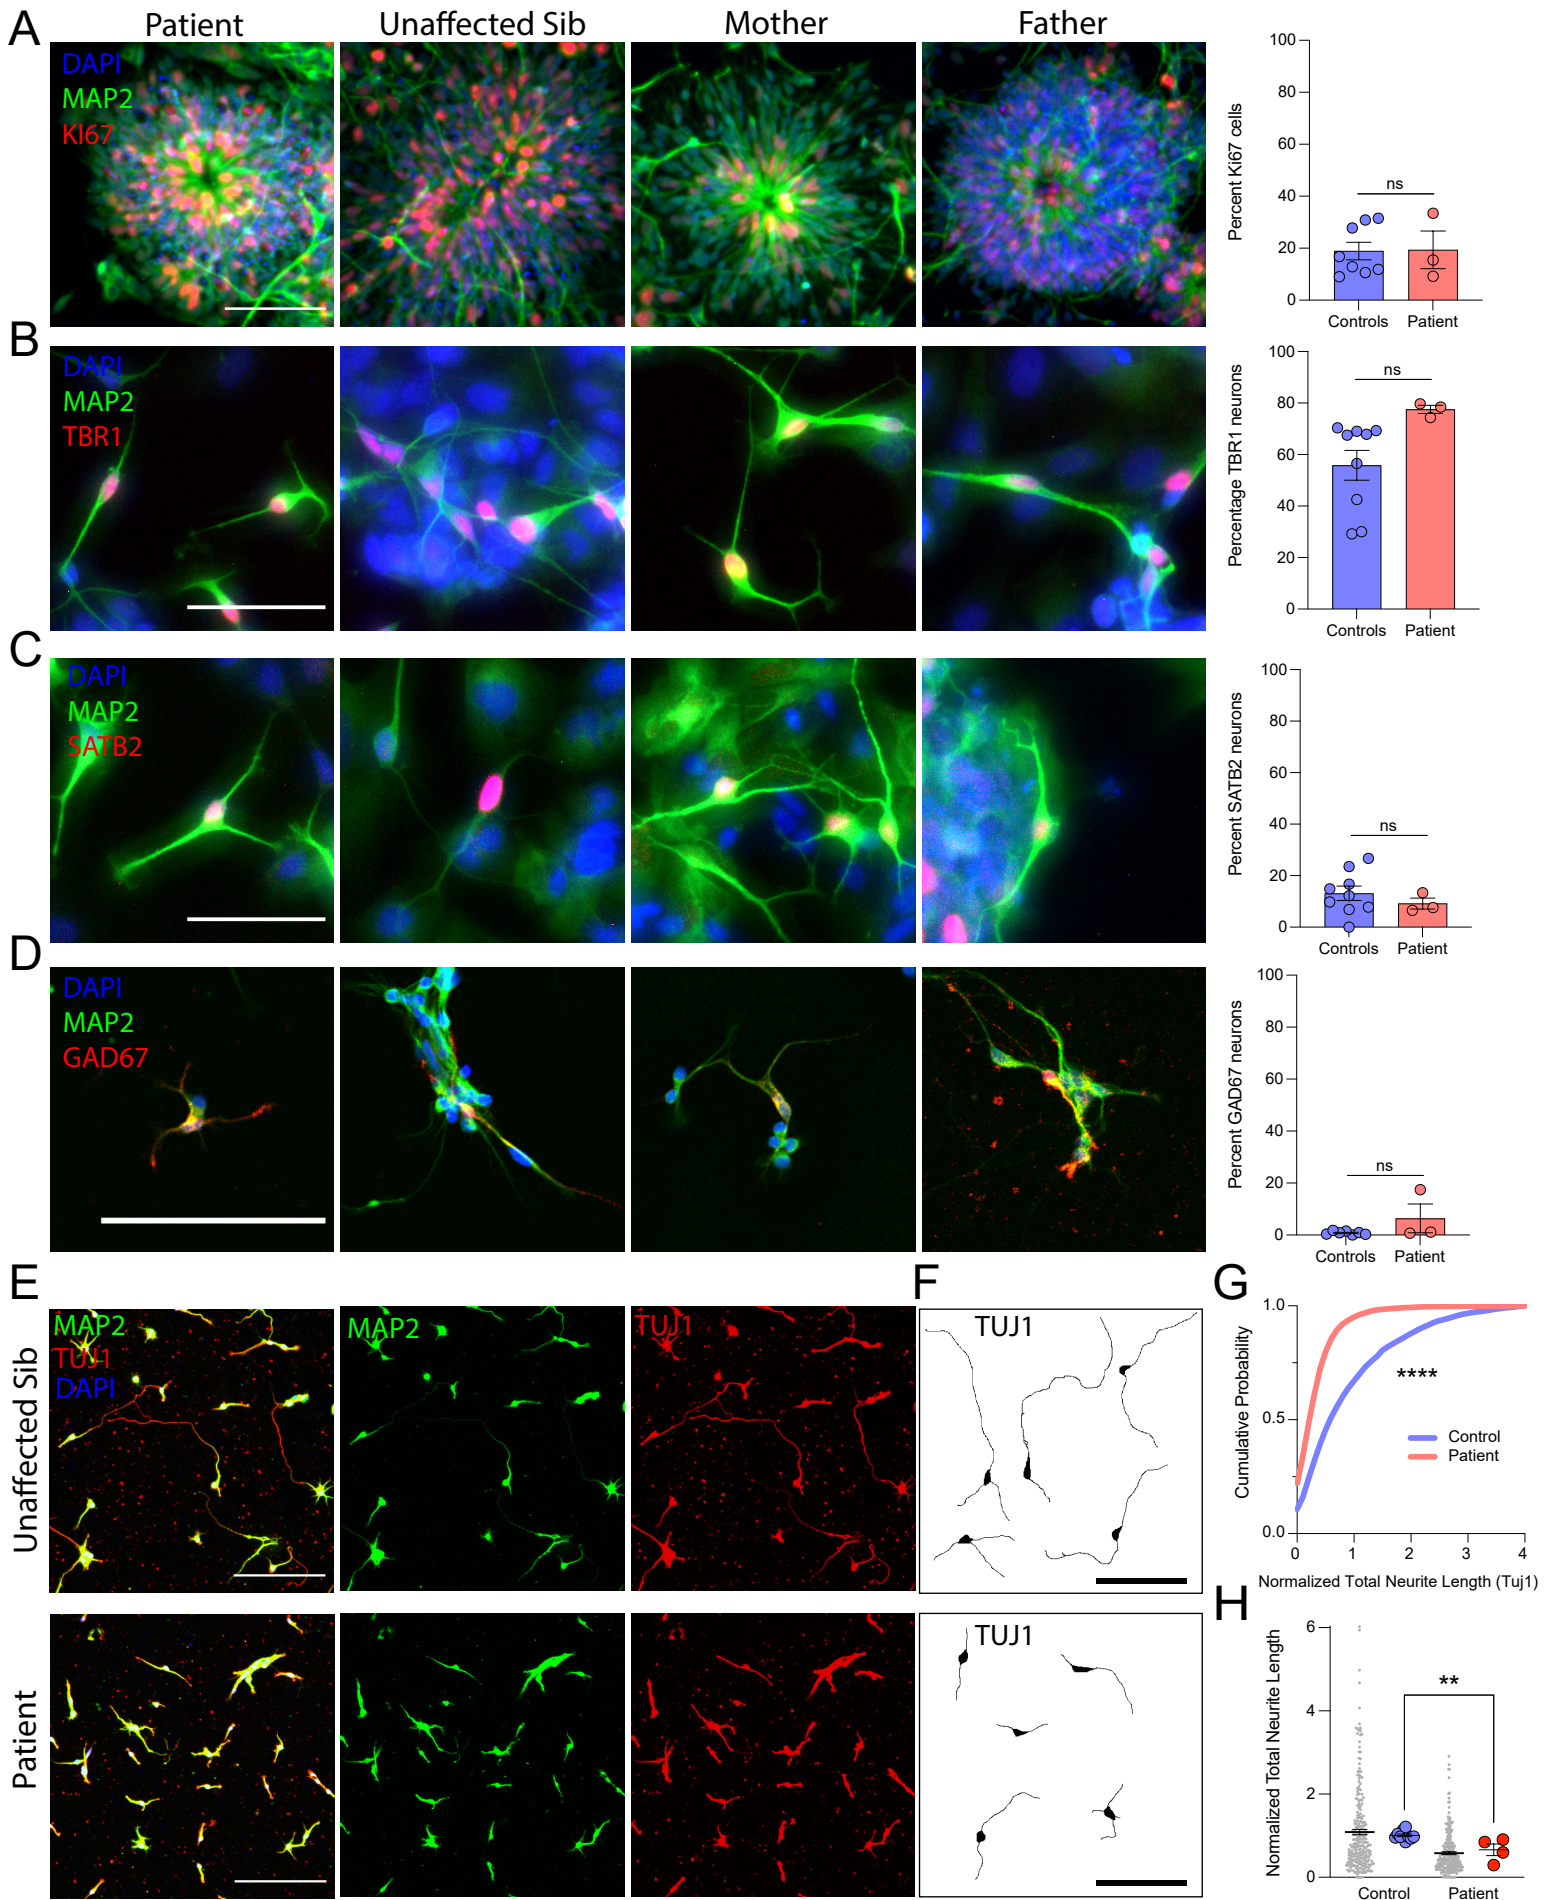 A
Patient
Unaffected Sib
Mother
Father
DAPI
MAP2
KI67
Percent Ki67 cells
100
80
60
40
20
0
ns
Controls
Patient
B
DAPI
MAP2
TBR1
Percentage TBR1 neurons
100
80
60
40
20
0
ns
Controls
Patient
C
DAPI
MAP2
SATB2
Percent SATB2 neurons
100
80
60
40
20
0
ns
Controls
Patient
D
DAPI
MAP2
GAD67
Percent GAD67 neurons
100
80
60
40
20
0
ns
Controls
Patient
E
Unaffected Sib
MAP2
TUJ1
DAPI
MAP2
TUJ1
Patient
F
TUJ1
TUJ1
G
Cumulative Probability
1.0
0.5
0.0
****
Control
Patient
0 1 2 3 4
Normalized Total Neurite Length (Tuj1)
H
Normalized Total Neurite Length
6
4
2
0
**
Control
Patient